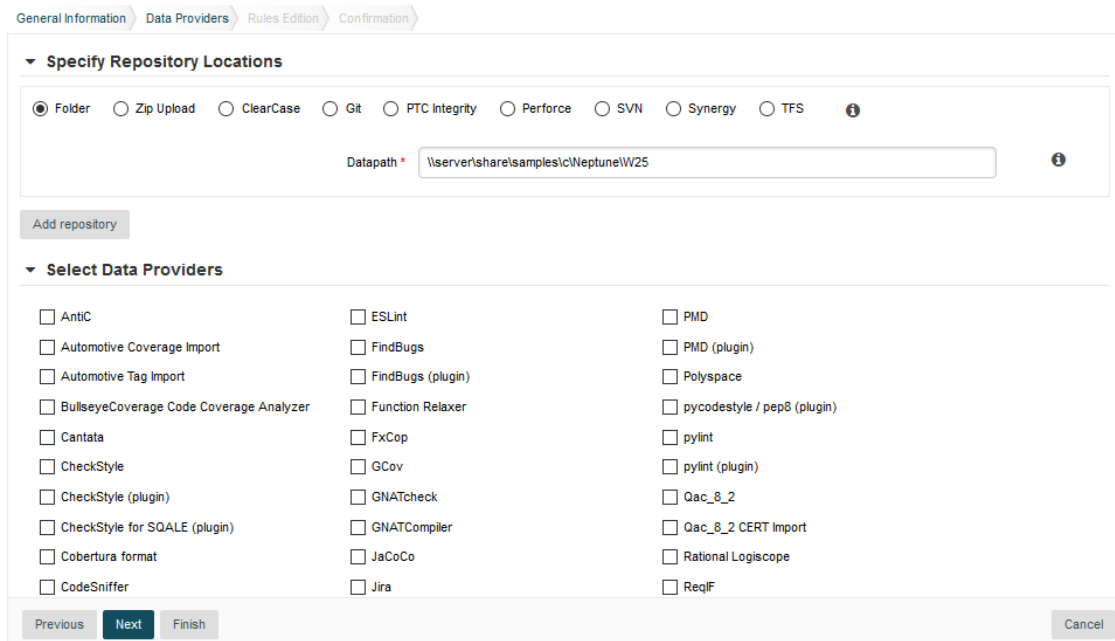 General Information Data Providers Rules Edition Confirmation
Specify Repository Locations
Folder Zip Upload ClearCase Git PTC Integrity Perforce SVN Synergy TFS
Datapath * \\server\share\samples\c\Neptune\W25
Add repository
Select Data Providers
AntiC ESLint PMD
Automotive Coverage Import FindBugs PMD (plugin)
Automotive Tag Import FindBugs (plugin) Polyspace
BullseyeCoverage Code Coverage Analyzer Function Relaxer pycodestyle / pep8 (plugin)
Cantata FxCop pylint
CheckStyle GCov pylint (plugin)
CheckStyle (plugin) GNATcheck Qac_8_2
CheckStyle for SQALE (plugin) GNATCompiler Qac_8_2 CERT Import
Cobertura format JaCoCo Rational Logiscope
CodeSniffer Jira ReqIF
Previous Next Finish Cancel